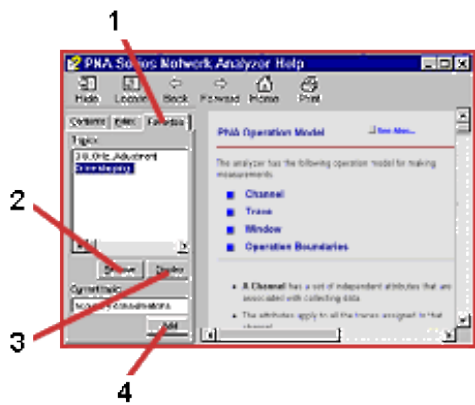 1
PNA Series Network Analyzer Help
Hide Locate Back Forward Home Print
Contents Index Favorites
Topics:
PNA Operation Model
See Also...
The analyzer has the following operation model for making
measurements.
Channel
Trace
Window
Operation Boundaries
2
Remove Display
Current topic:
A Channel has a set of independent attributes that are
associated with collecting data.
The attributes apply to all the traces assigned to that
channel
3
Add
4